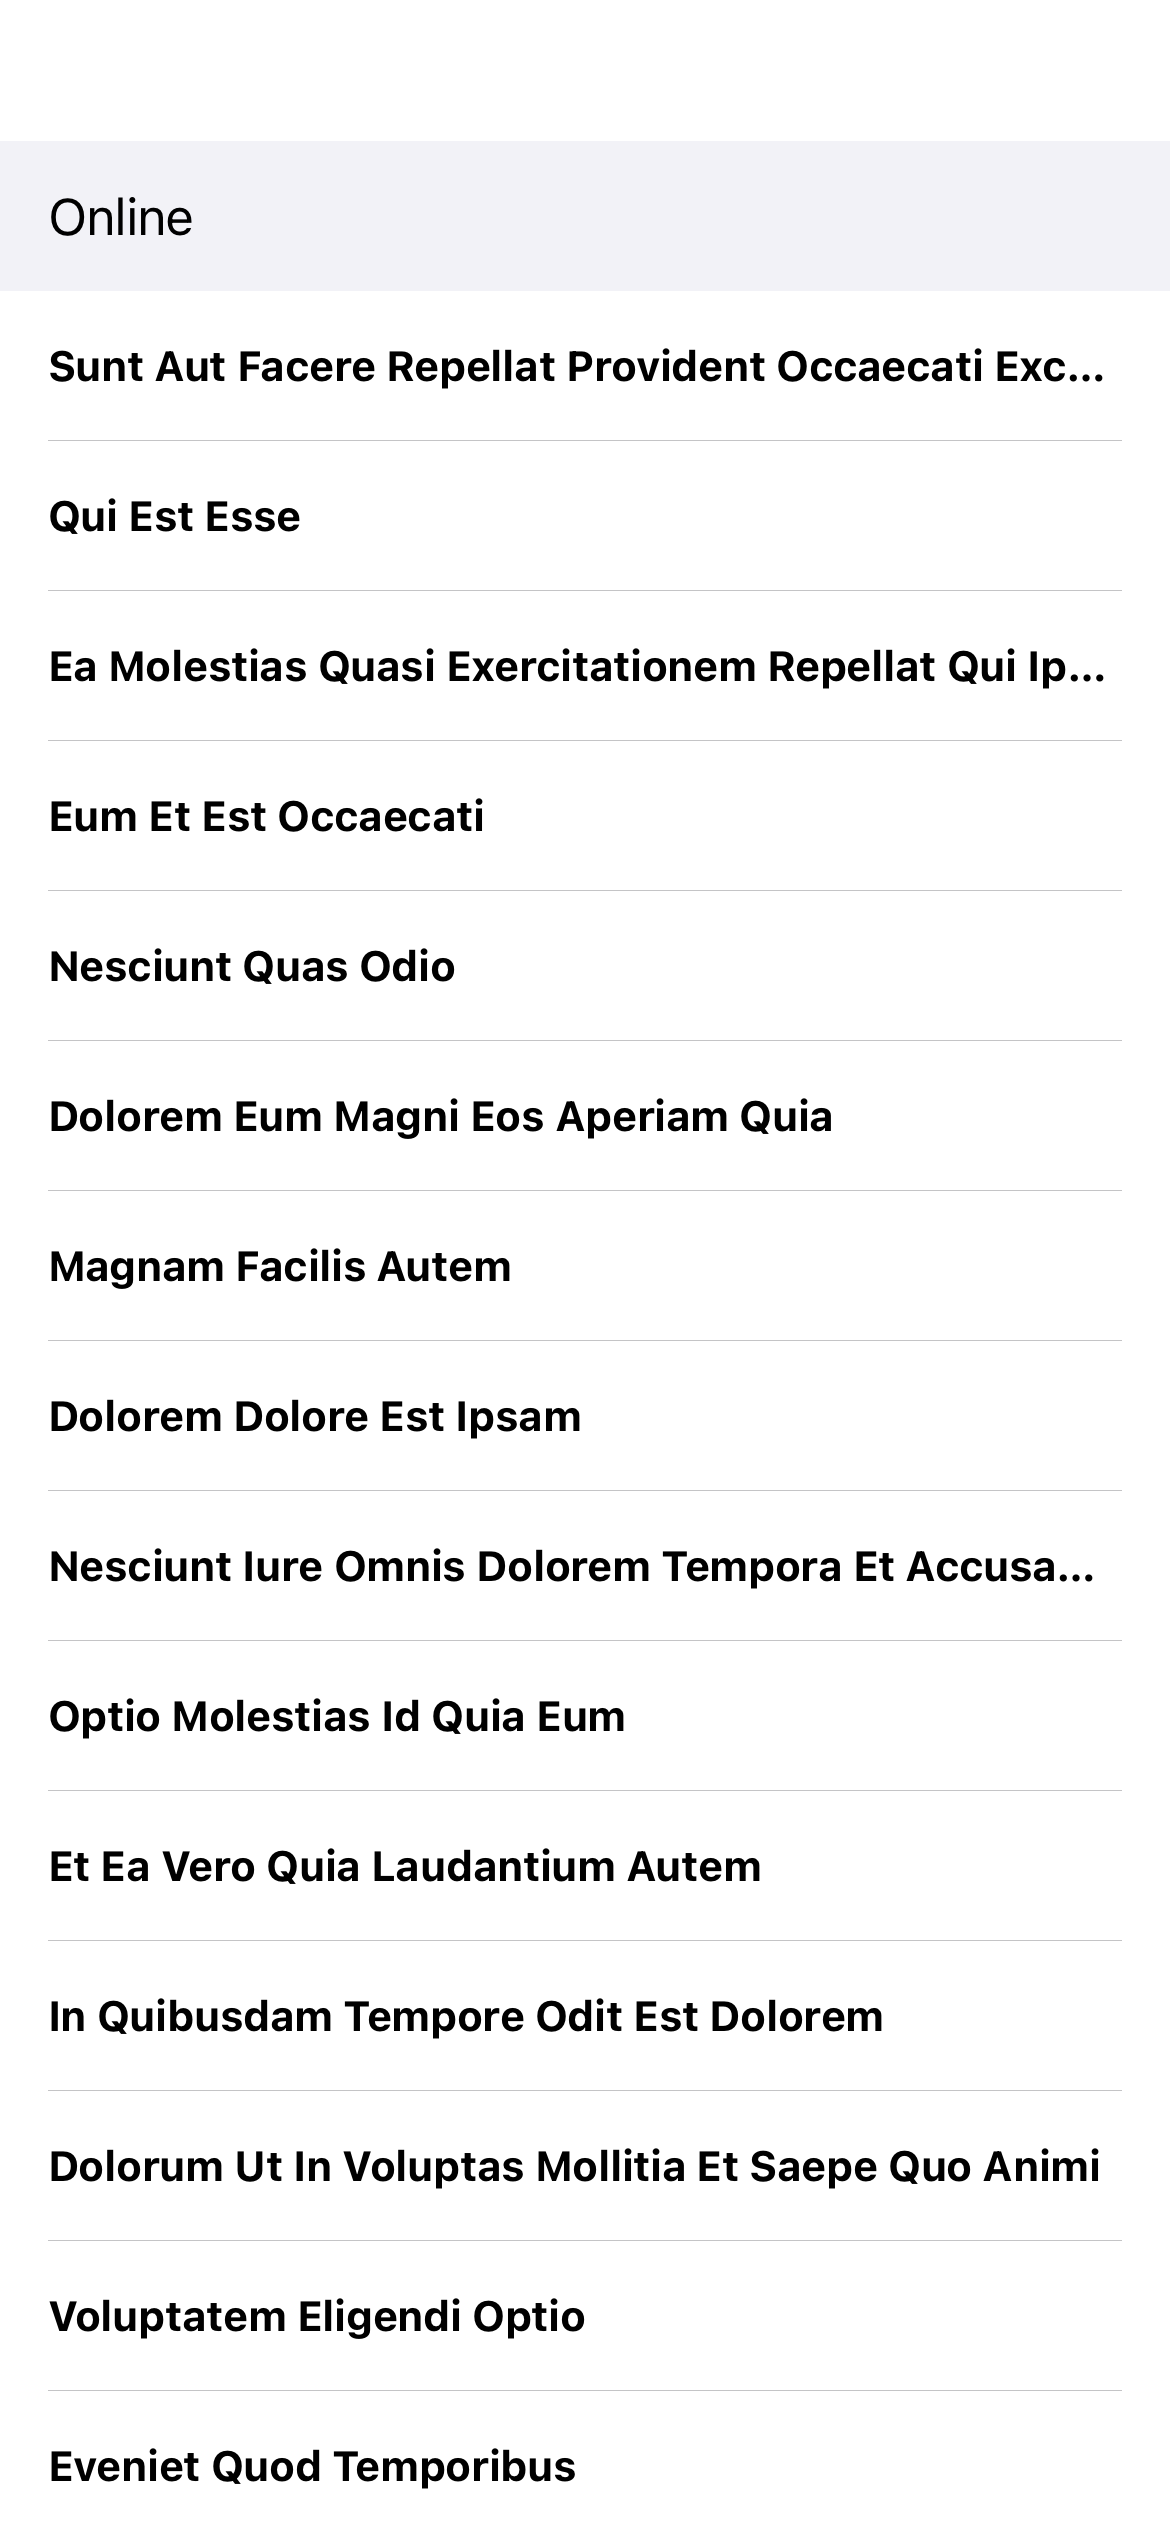 Online
Sunt Aut Facere Repellat Provident Occaecati Exc...
Qui Est Esse
Ea Molestias Quasi Exercitationem Repellat Qui Ip...
Eum Et Est Occaecati
Nesciunt Quas Odio
Dolorem Eum Magni Eos Aperiam Quia
Magnam Facilis Autem
Dolorem Dolore Est Ipsam
Nesciunt Iure Omnis Dolorem Tempora Et Accusa...
Optio Molestias Id Quia Eum
Et Ea Vero Quia Laudantium Autem
In Quibusdam Tempore Odit Est Dolorem
Dolorum Ut In Voluptas Mollitia Et Saepe Quo Animi
Voluptatem Eligendi Optio
Eveniet Quod Temporibus